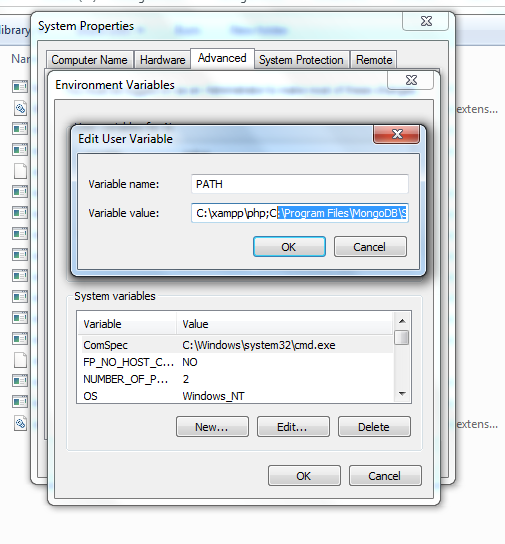 System Properties
library
Computer Name Hardware Advanced System Protection Remote
Environment Variables
extens...
Edit User Variable
Variable name: PATH
Variable value: C:\xampp\php;C:\Program Files\MongoDB\S
OK Cancel
System variables
Variable Value
ComSpec C:\Windows\system32\cmd.exe
FP_NO_HOST_C... NO
NUMBER_OF_P... 2
OS Windows_NT
New... Edit... Delete
extens...
OK Cancel